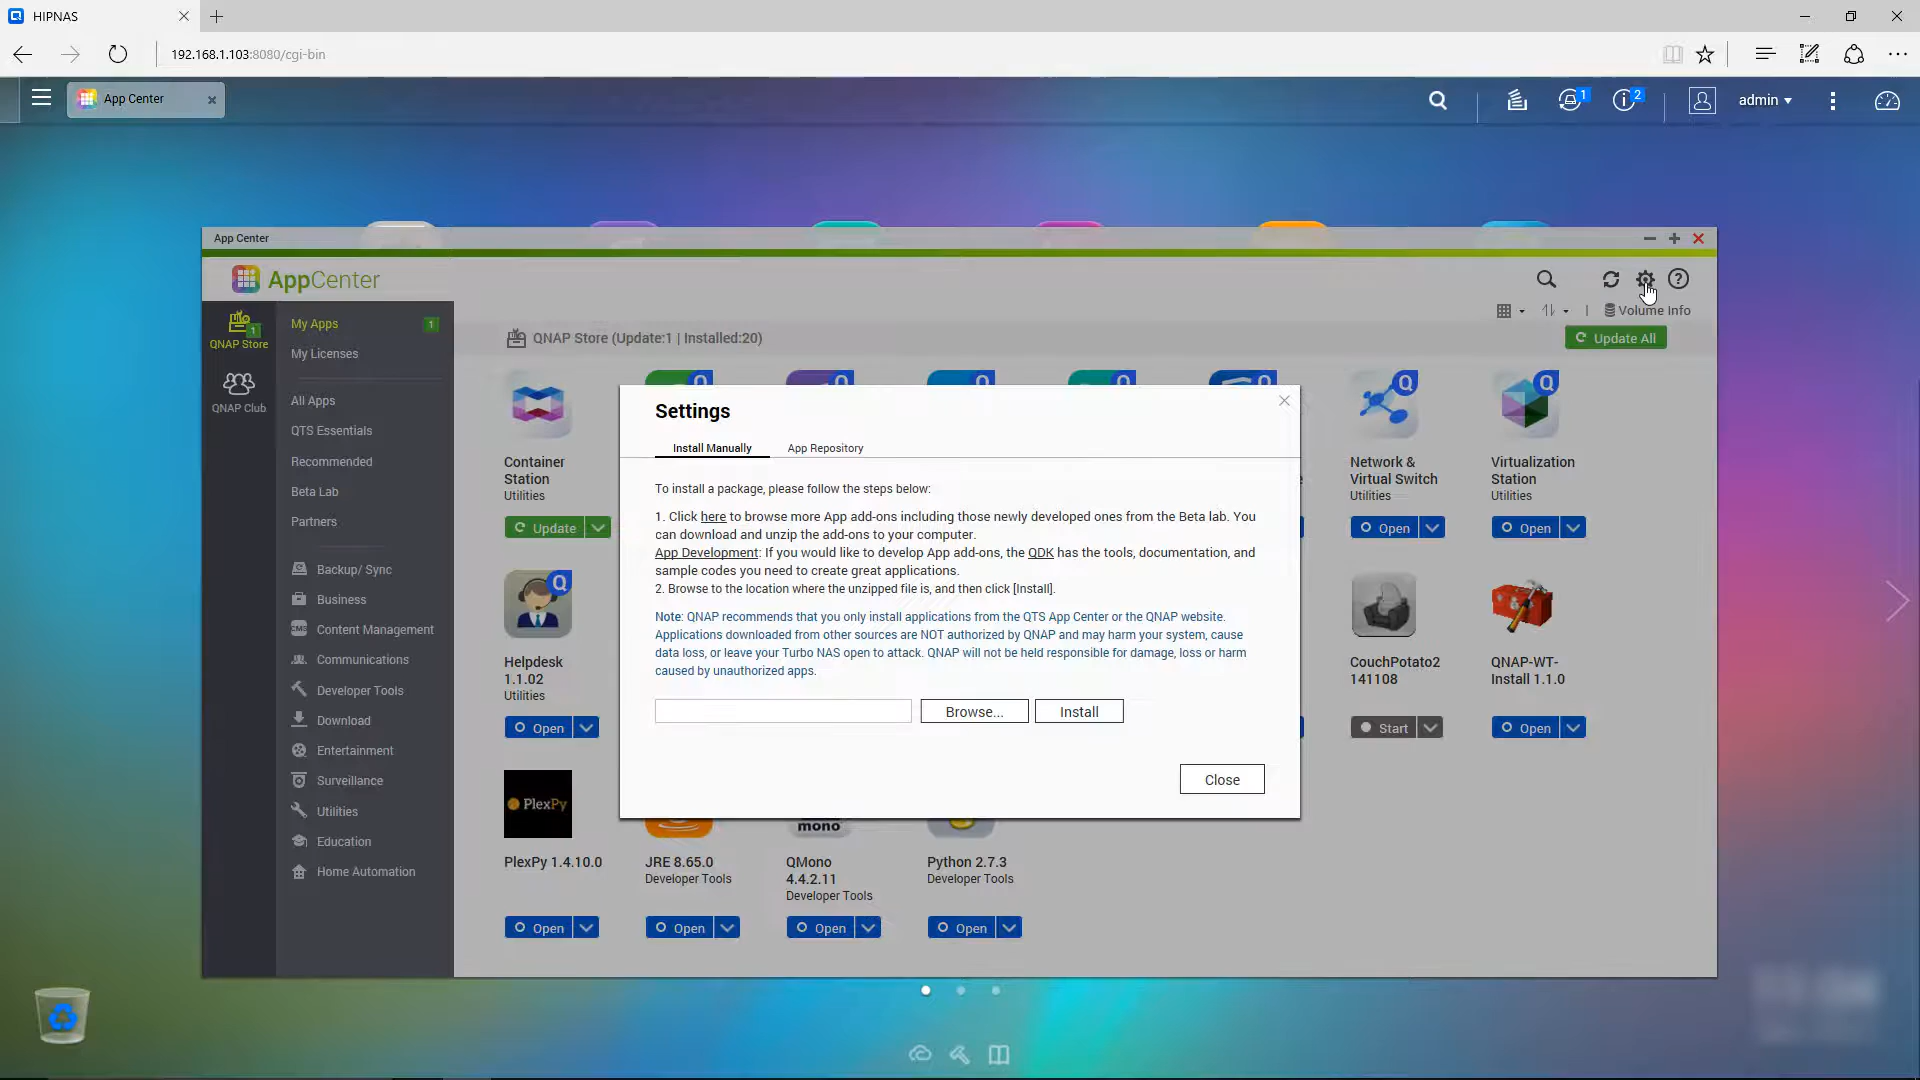 HIPNAS
192.168.1.103:8080/cgi-bin
App Center
1
2
admin
App Center
AppCenter
Volume Info
QNAP Store (Update:1 | Installed:20)
Update All
1
QNAP Store
QNAP Club
My Apps
1
My Licenses
All Apps
QTS Essentials
Recommended
Beta Lab
Partners
Backup/ Sync
Business
CMS
Content Management
Communications
Developer Tools
Download
Entertainment
Surveillance
Utilities
Education
Home Automation
Container
Station
Utilities
Update
Network &
Virtual Switch
Utilities
Open
Virtualization
Station
Utilities
Open
Helpdesk
1.1.02
Utilities
Open
CouchPotato2
141108
Start
QNAP-WT-
Install 1.1.0
Open
Settings
Install Manually
App Repository
To install a package, please follow the steps below:
1. Click here to browse more App add-ons including those newly developed ones from the Beta lab. You
can download and unzip the add-ons to your computer.
App Development: If you would like to develop App add-ons, the QDK has the tools, documentation, and
sample codes you need to create great applications.
2. Browse to the location where the unzipped file is, and then click [Install].
Note: QNAP recommends that you only install applications from the QTS App Center or the QNAP website.
Applications downloaded from other sources are NOT authorized by QNAP and may harm your system, cause
data loss, or leave your Turbo NAS open to attack. QNAP will not be held responsible for damage, loss or harm
caused by unauthorized apps.
Browse...
Install
Close
PlexPy
PlexPy 1.4.10.0
Open
JRE 8.65.0
Developer Tools
Open
mono
QMono
4.4.2.11
Developer Tools
Open
Python 2.7.3
Developer Tools
Open